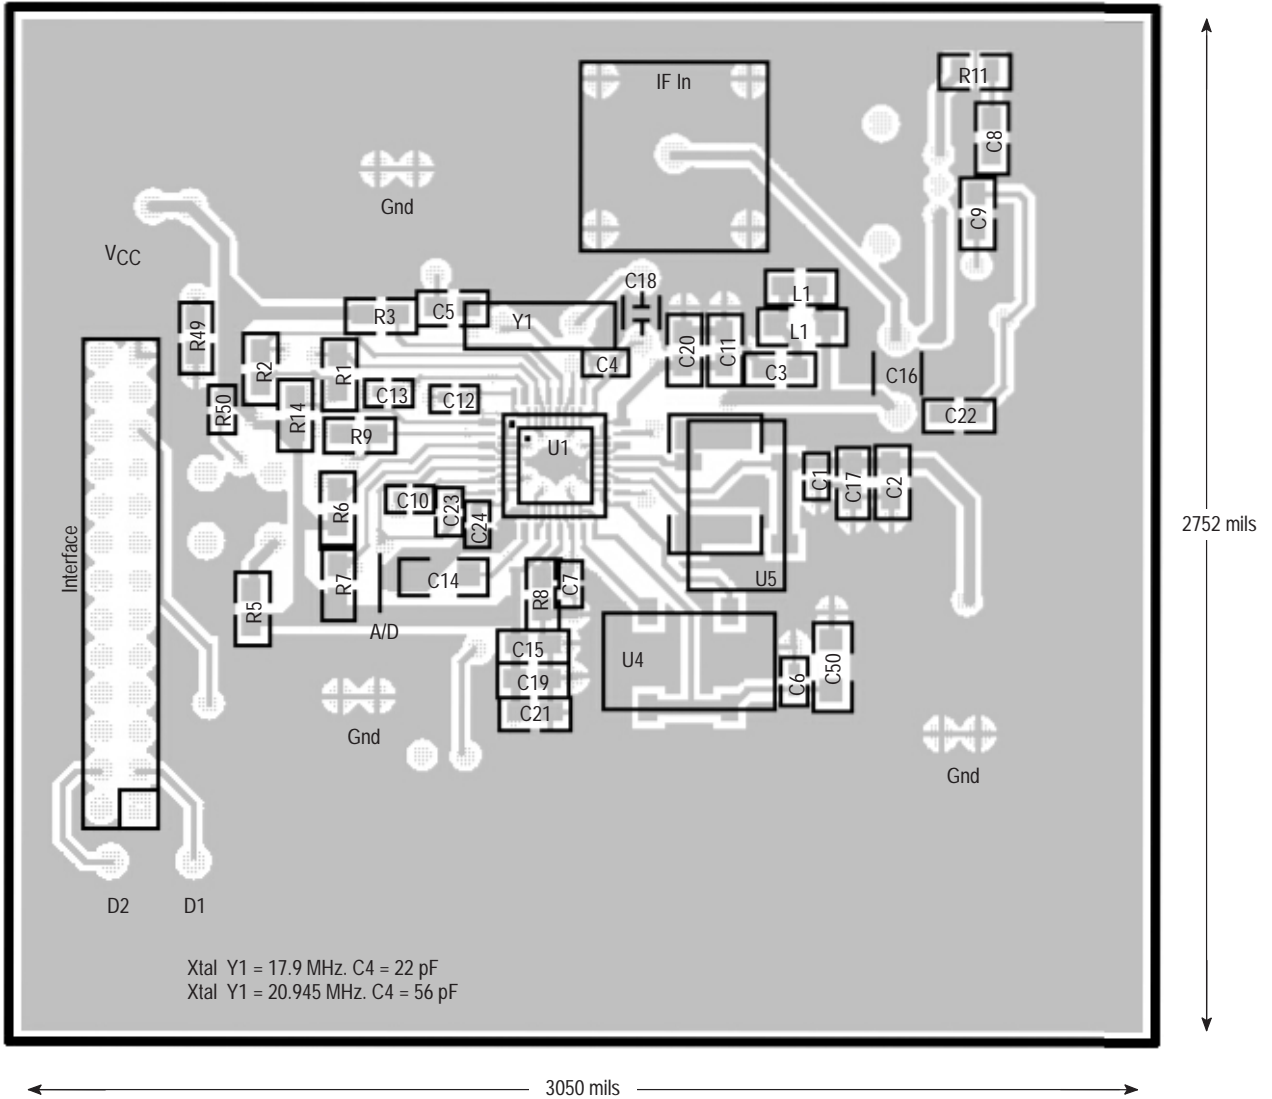 IF In
R11
C8
Gnd
C9
VCC
C18
L1
R3
C5
Y1
L1
R49
C20
C11
R2
R1
C4
C3
C16
R50
R14
C13
C12
C22
R9
U1
C1
C17
C2
C10
C23
C24
R6
2752 mils
Interface
R7
C14
C7
U5
R5
R8
A/D
C15
U4
C50
C19
C6
C21
Gnd
Gnd
D2
D1
Xtal Y1 = 17.9 MHz. C4 = 22 pF
Xtal Y1 = 20.945 MHz. C4 = 56 pF
3050 mils